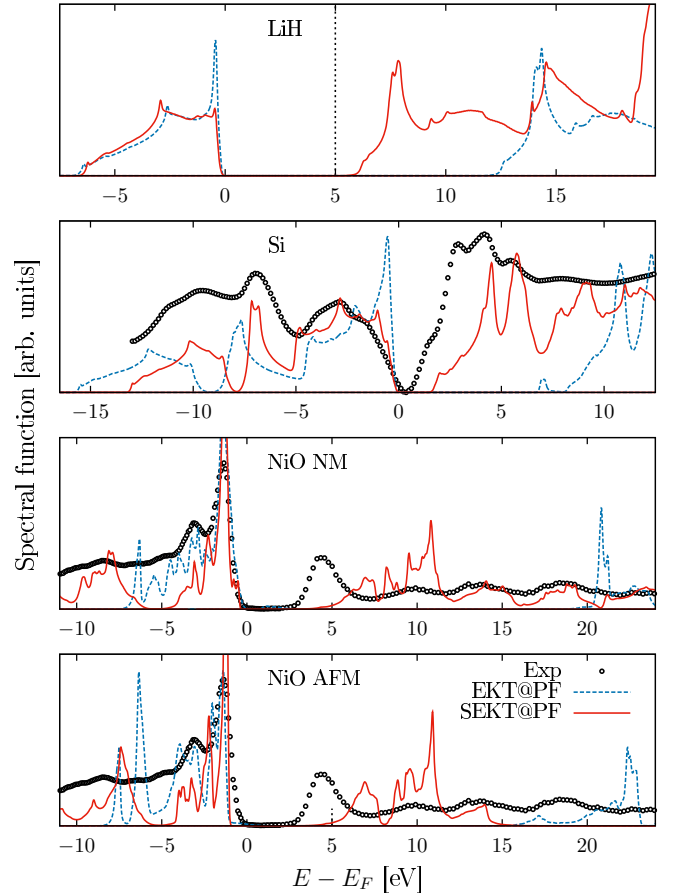 LiH
−5 0 5 10 15
Si
−15 −10 −5 0 5 10
NiO NM
−10 −5 0 5 10 15 20
NiO AFM
Exp
EKT@PF
SEKT@PF
−10 −5 0 5 10 15 20
E − E_F [eV]
Spectral function [arb. units]